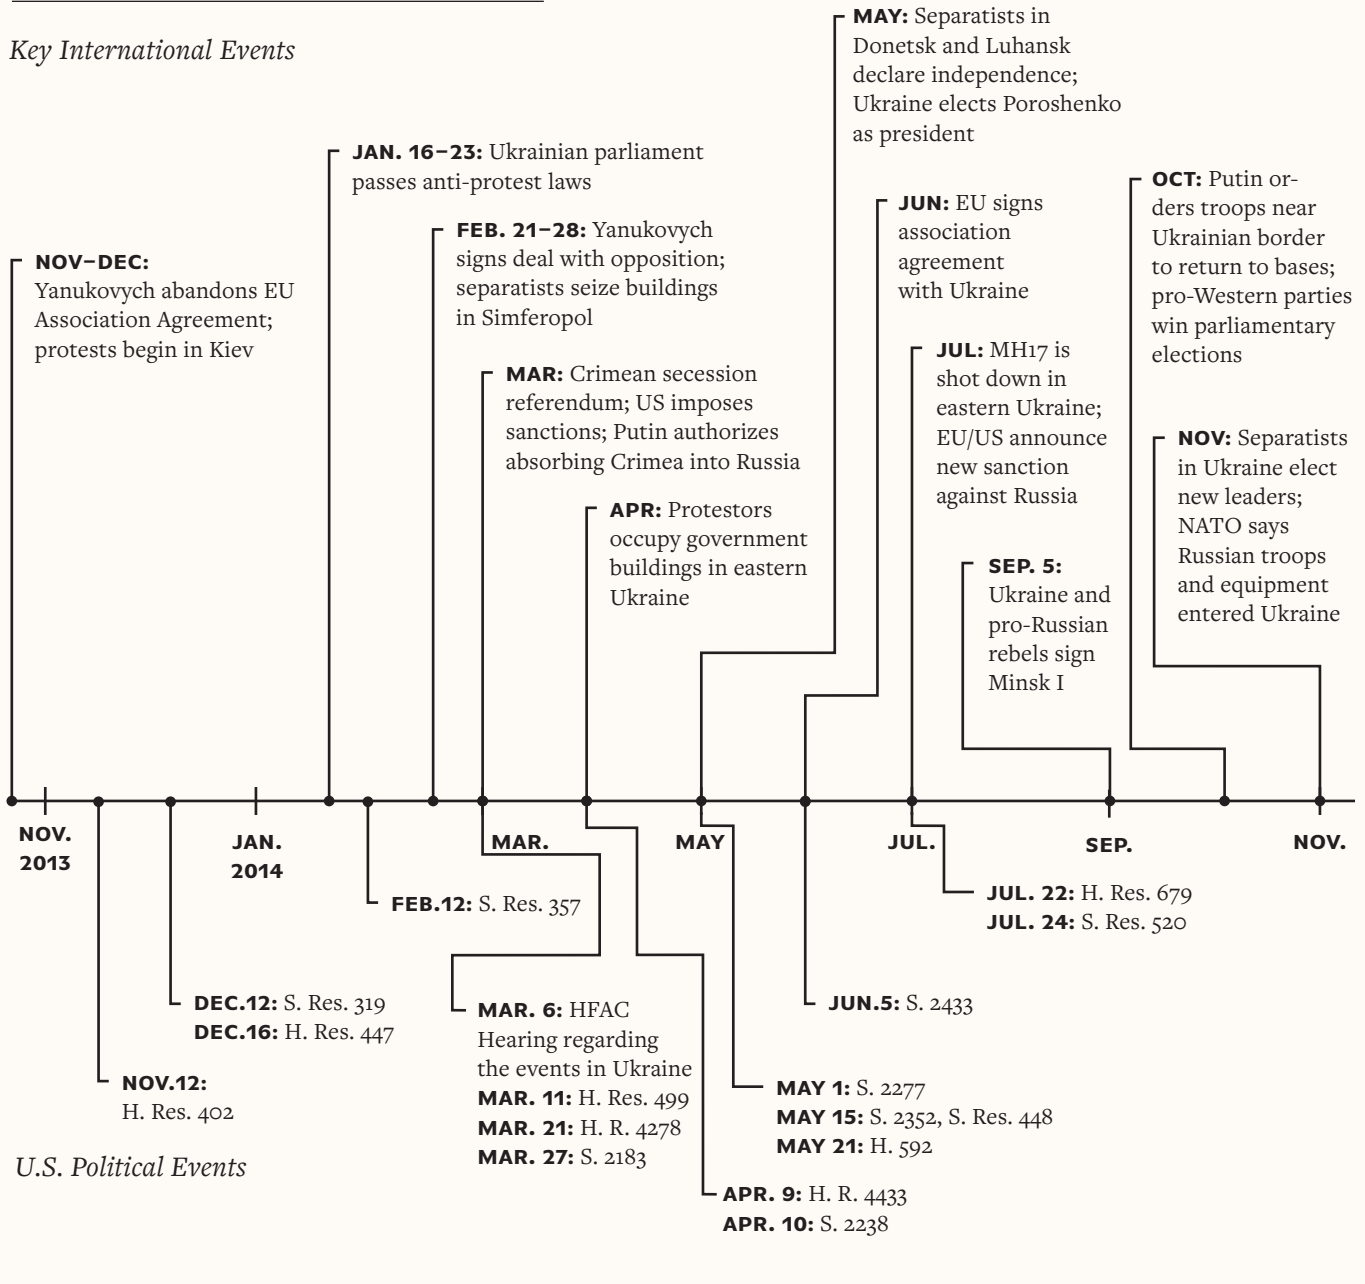 Key International Events
MAY: Separatists in
Donetsk and Luhansk
declare independence;
Ukraine elects Poroshenko
as president
JAN. 16–23: Ukrainian parliament
passes anti-protest laws
OCT: Putin or-
ders troops near
Ukrainian border
to return to bases;
pro-Western parties
win parliamentary
elections
JUN: EU signs
association
agreement
with Ukraine
FEB. 21–28: Yanukovych
signs deal with opposition;
separatists seize buildings
in Simferopol
NOV–DEC:
Yanukovych abandons EU
Association Agreement;
protests begin in Kiev
JUL: MH17 is
shot down in
eastern Ukraine;
EU/US announce
new sanction
against Russia
MAR: Crimean secession
referendum; US imposes
sanctions; Putin authorizes
absorbing Crimea into Russia
NOV: Separatists
in Ukraine elect
new leaders;
NATO says
Russian troops
and equipment
entered Ukraine
APR: Protestors
occupy government
buildings in eastern
Ukraine
SEP. 5:
Ukraine and
pro-Russian
rebels sign
Minsk I
NOV.
2013
JAN.
2014
MAR.
MAY
JUL.
SEP.
NOV.
FEB.12: S. Res. 357
JUL. 22: H. Res. 679
JUL. 24: S. Res. 520
DEC.12: S. Res. 319
DEC.16: H. Res. 447
MAR. 6: HFAC
Hearing regarding
the events in Ukraine
MAR. 11: H. Res. 499
MAR. 21: H. R. 4278
MAR. 27: S. 2183
JUN.5: S. 2433
NOV.12:
H. Res. 402
MAY 1: S. 2277
MAY 15: S. 2352, S. Res. 448
MAY 21: H. 592
U.S. Political Events
APR. 9: H. R. 4433
APR. 10: S. 2238